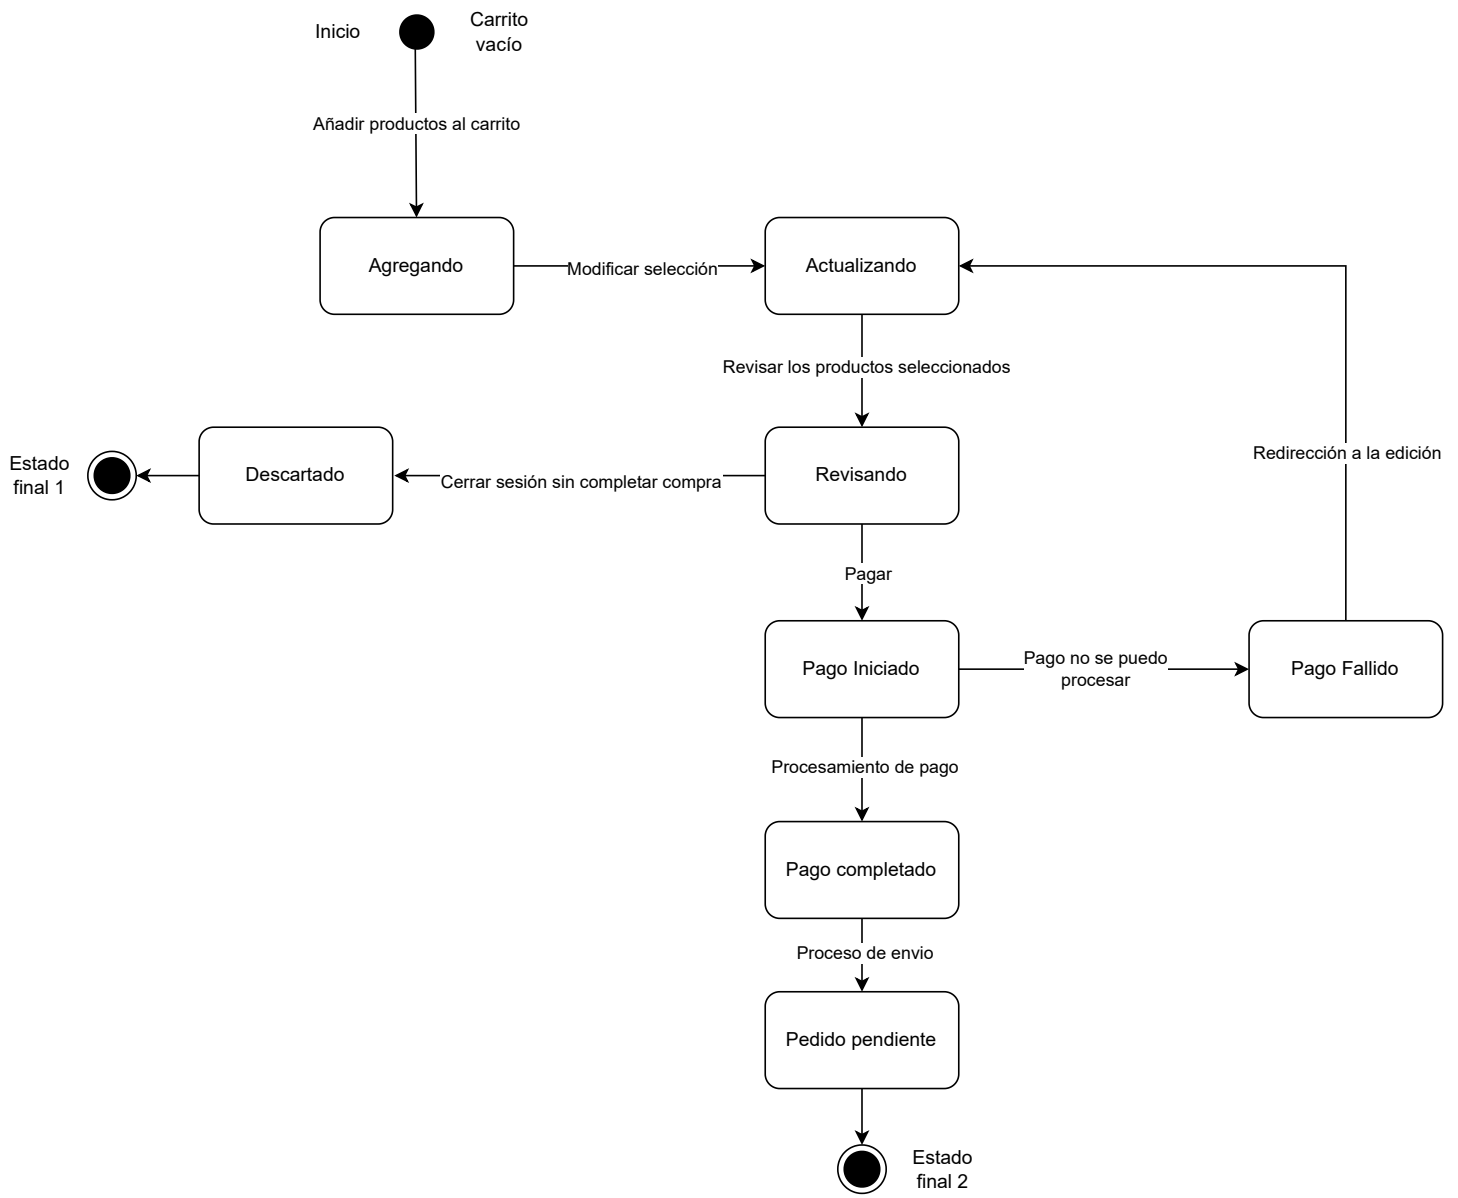 Inicio
Carrito
vacío
Añadir productos al carrito
Agregando
Modificar selección
Actualizando
Revisar los productos seleccionados
Redirección a la edición
Estado
final 1
Descartado
Cerrar sesión sin completar compra
Revisando
Pagar
Pago Iniciado
Pago no se puedo
procesar
Pago Fallido
Procesamiento de pago
Pago completado
Proceso de envio
Pedido pendiente
Estado
final 2